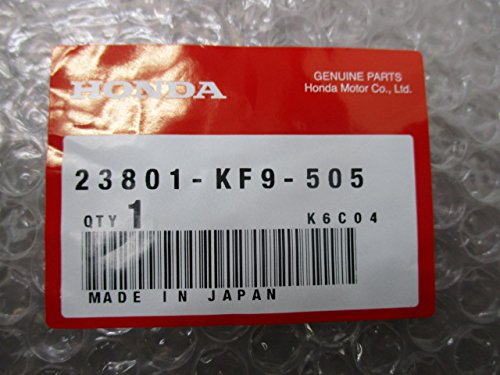 HONDA
GENUINE PARTS
Honda Motor Co., Ltd.
23801-KF9-505
QTY 1
K6C04
MADE IN JAPAN